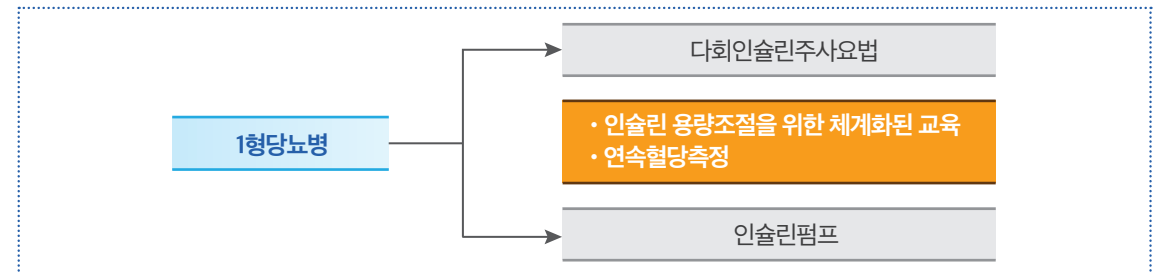 다회인슐린주사요법
1형당뇨병
· 인슐린 용량조절을 위한 체계화된 교육
· 연속혈당측정
인슐린펌프